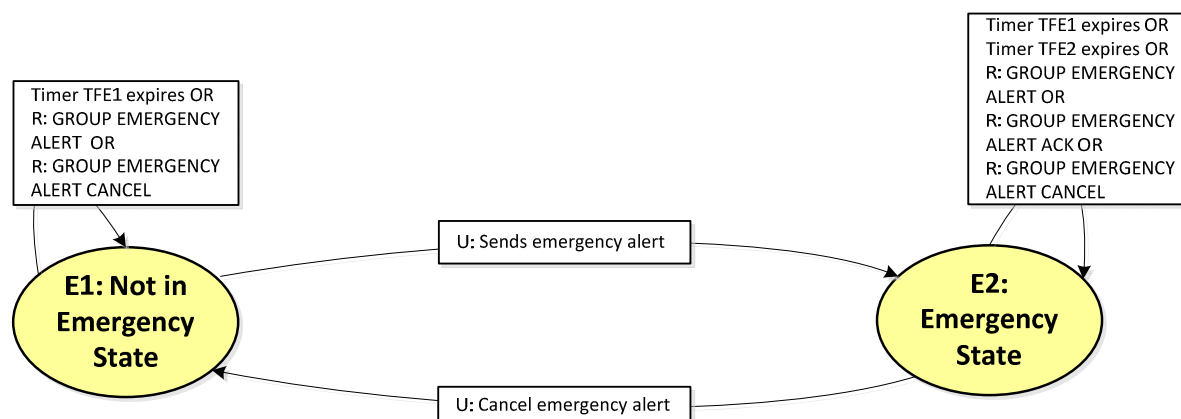 Timer TFE1 expires OR
R: GROUP EMERGENCY
ALERT OR
R: GROUP EMERGENCY
ALERT CANCEL
Timer TFE1 expires OR
Timer TFE2 expires OR
R: GROUP EMERGENCY
ALERT OR
R: GROUP EMERGENCY
ALERT ACK OR
R: GROUP EMERGENCY
ALERT CANCEL
U: Sends emergency alert
E1: Not in
Emergency
State
E2:
Emergency
State
U: Cancel emergency alert